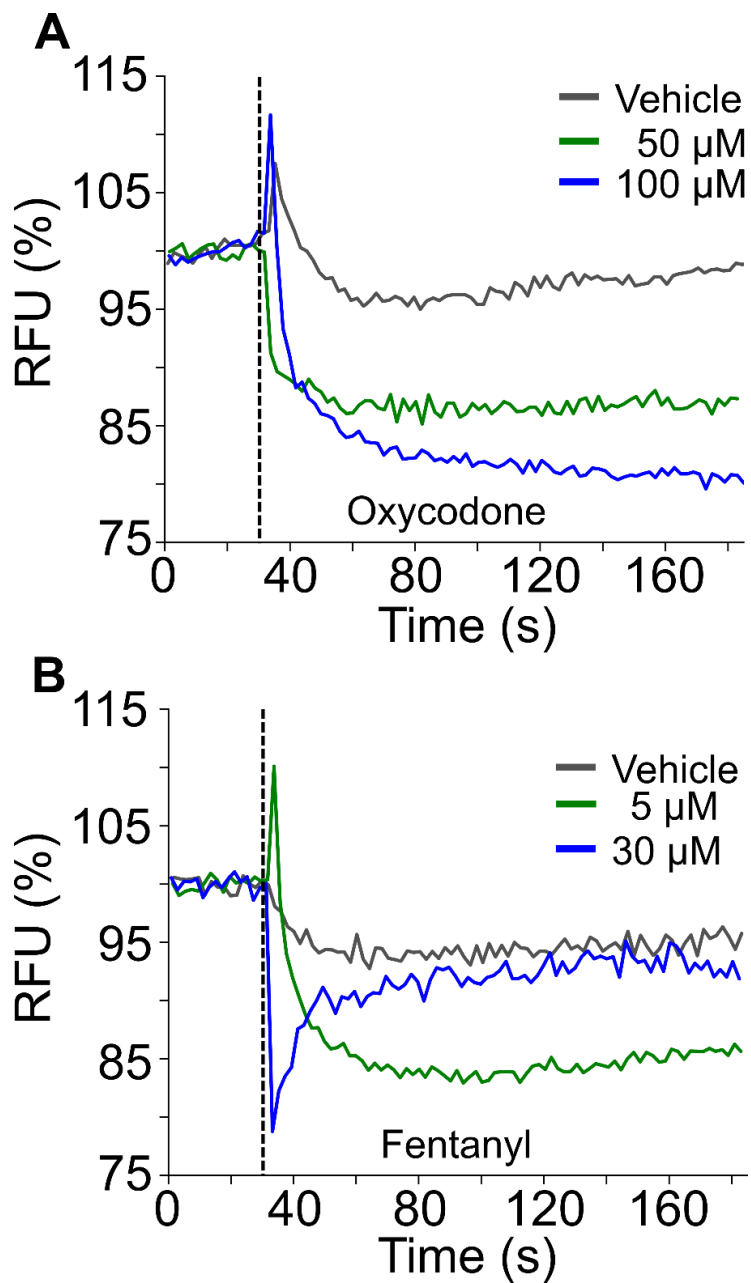 A
115
105
95
85
75
RFU (%)
Vehicle
50 µM
100 µM
Oxycodone
0 40 80 120 160
Time (s)
B
115
105
95
85
75
RFU (%)
Vehicle
5 µM
30 µM
Fentanyl
0 40 80 120 160
Time (s)